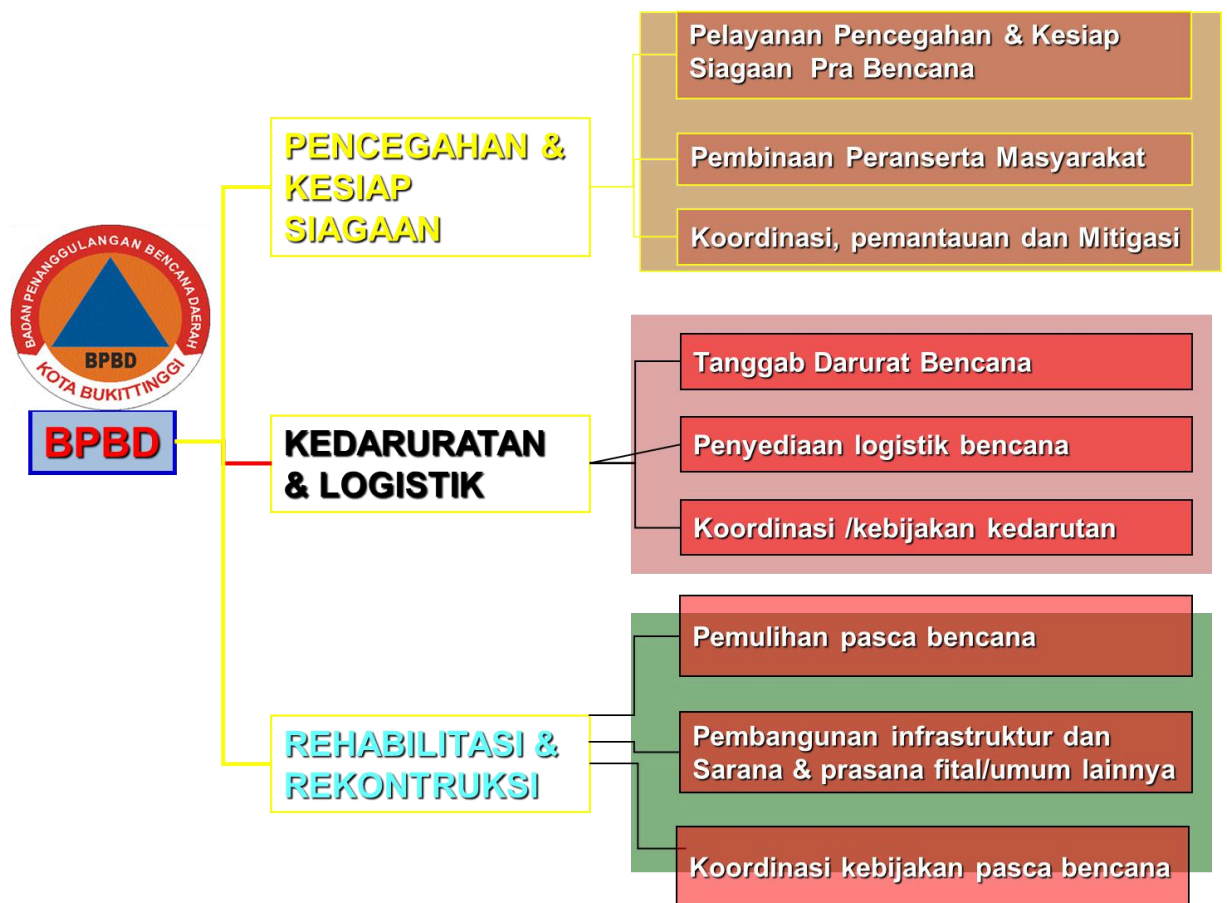 BADAN PENANGGULANGAN BENCANA DAERAH
BPBD
KOTA BUKITTINGGI
BPBD
PENCEGAHAN &
KESIAP
SIAGAAN
Pelayanan Pencegahan & Kesiap
Siagaan Pra Bencana
Pembinaan Peranserta Masyarakat
Koordinasi, pemantauan dan Mitigasi
KEDARURATAN
& LOGISTIK
Tanggab Darurat Bencana
Penyediaan logistik bencana
Koordinasi /kebijakan kedarutan
REHABILITASI &
REKONTRUKSI
Pemulihan pasca bencana
Pembangunan infrastruktur dan
Sarana & prasana fital/umum lainnya
Koordinasi kebijakan pasca bencana